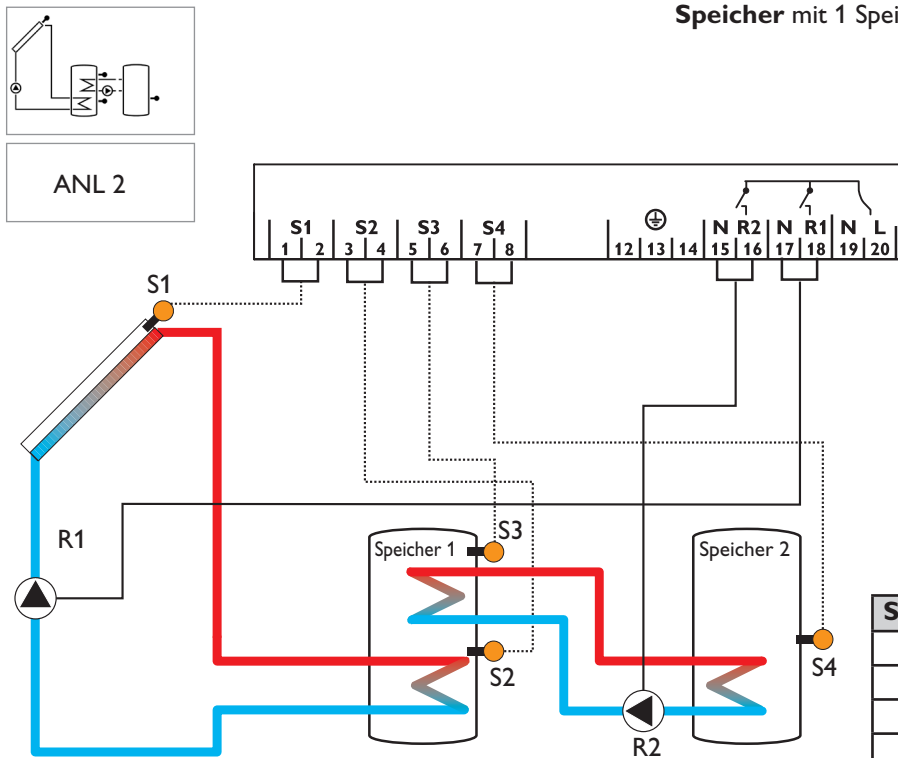 Speicher mit 1 Spei
ANL 2
S1 S2 S3 S4 N R2 N R1 N L
1 2 3 4 5 6 7 8 12 13 14 15 16 17 18 19 20
S1
R1
Speicher 1
S3
Speicher 2
S2
S4
R2
S